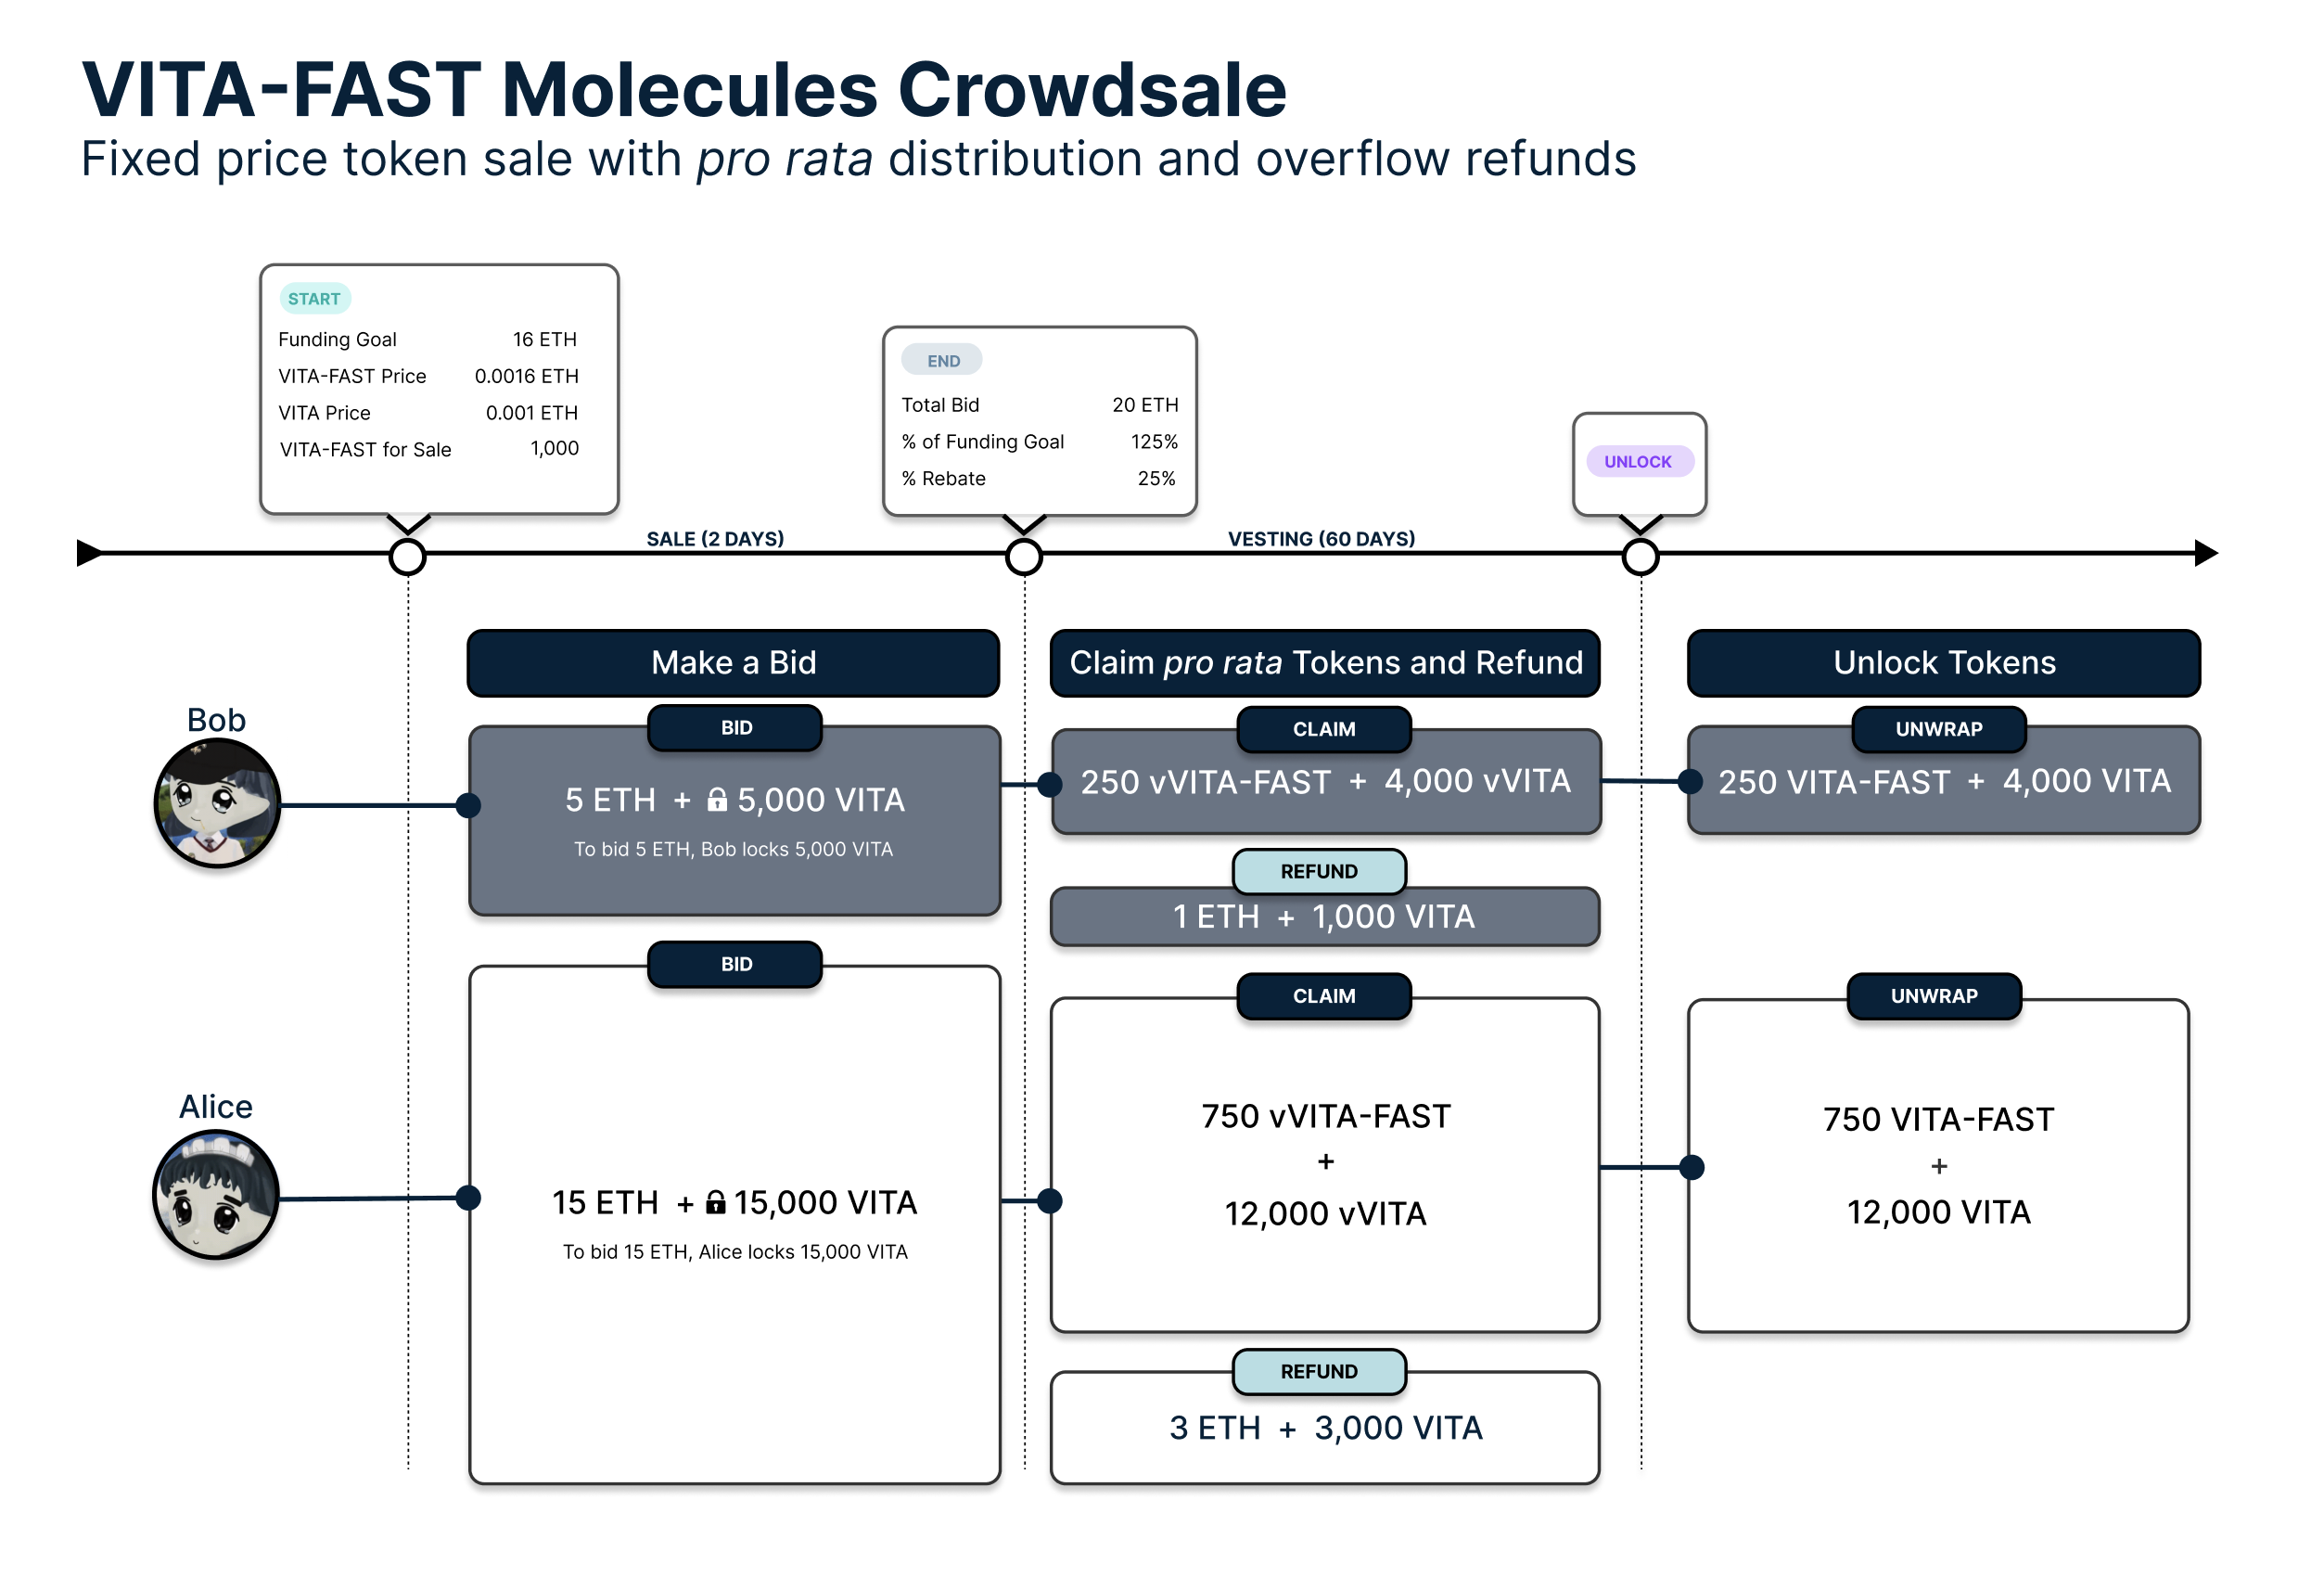 VITA-FAST Molecules Crowdsale
Fixed price token sale with pro rata distribution and overflow refunds
START
Funding Goal 16 ETH
VITA-FAST Price 0.0016 ETH
VITA Price 0.001 ETH
VITA-FAST for Sale 1,000
END
Total Bid 20 ETH
% of Funding Goal 125%
% Rebate 25%
UNLOCK
SALE (2 DAYS)
VESTING (60 DAYS)
Make a Bid
Claim pro rata Tokens and Refund
Unlock Tokens
Bob
BID
5 ETH + 5,000 VITA
To bid 5 ETH, Bob locks 5,000 VITA
CLAIM
250 vVITA-FAST + 4,000 vVITA
UNWRAP
250 VITA-FAST + 4,000 VITA
REFUND
1 ETH + 1,000 VITA
Alice
BID
15 ETH + 15,000 VITA
To bid 15 ETH, Alice locks 15,000 VITA
CLAIM
750 vVITA-FAST
+
12,000 vVITA
UNWRAP
750 VITA-FAST
+
12,000 VITA
REFUND
3 ETH + 3,000 VITA